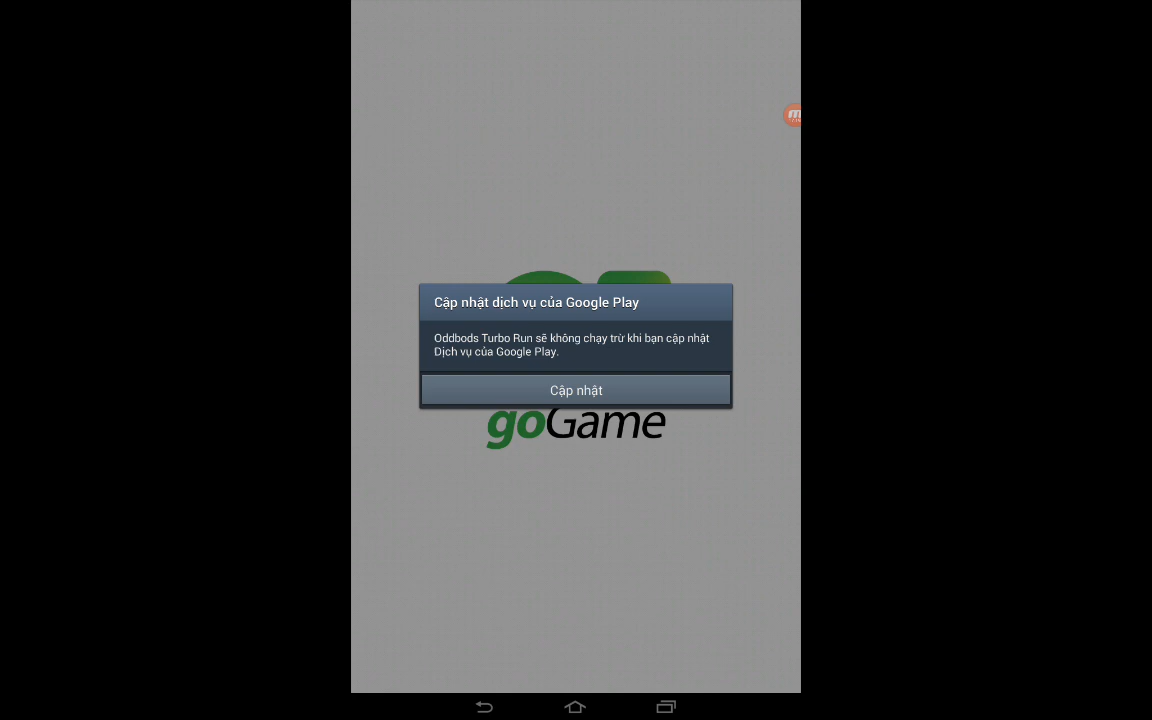 Cập nhật dịch vụ của Google Play
Oddbods Turbo Run sẽ không chạy trừ khi bạn cập nhật
Dịch vụ của Google Play.
Cập nhật
goGame